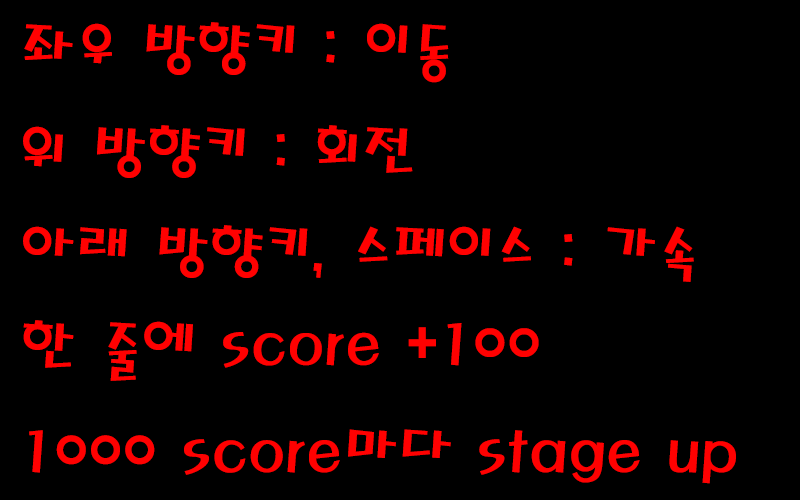 좌우 방향키 : 이동
위 방향키 : 회전
아래 방향키, 스페이스 : 가속
한 줄에 score +100
1000 score마다 stage up